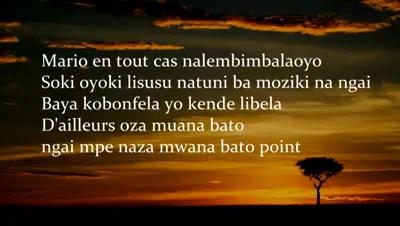 Mario en tout cas nalembimbalaoyo
Soki oyoki lisusu natuni ba moziki na ngai
Baya kobonfela yo kende libela
D'ailleurs oza muana bato
ngai mpe naza mwana bato point